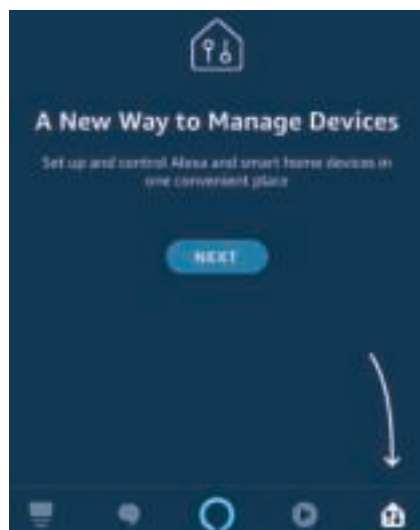 A New Way to Manage Devices
Set up and control Alexa and smart home devices in
one convenient place
NEXT